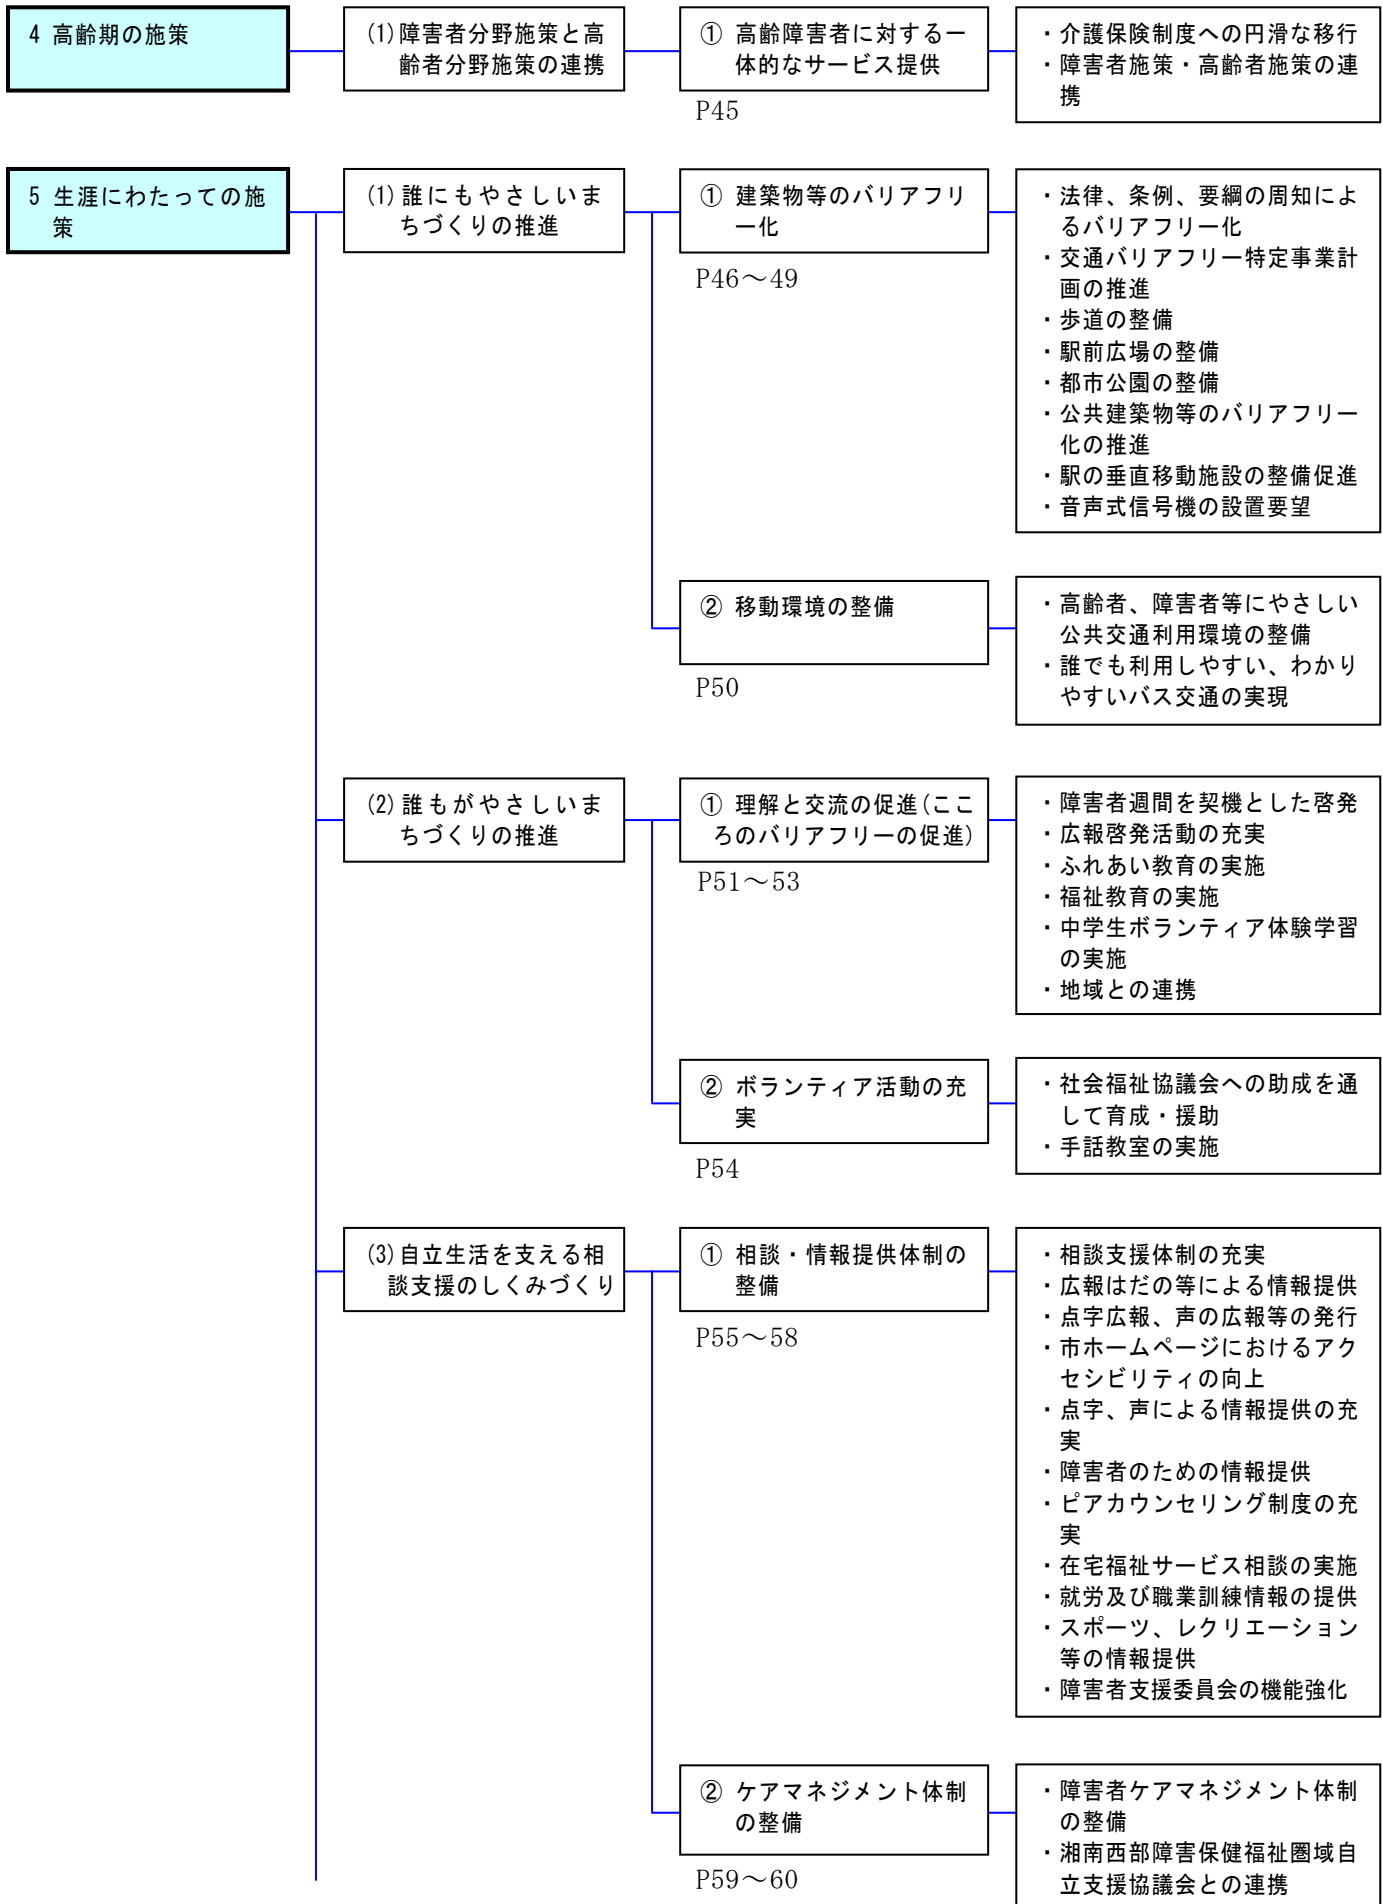 4 高齢期の施策
(1)障害者分野施策と高
齢者分野施策の連携
① 高齢障害者に対する一
体的なサービス提供
P45
・介護保険制度への円滑な移行
・障害者施策・高齢者施策の連
携
5 生涯にわたっての施
策
(1)誰にもやさしいま
ちづくりの推進
① 建築物等のバリアフリ
ー化
P46～49
・法律、条例、要綱の周知によ
るバリアフリー化
・交通バリアフリー特定事業計
画の推進
・歩道の整備
・駅前広場の整備
・都市公園の整備
・公共建築物等のバリアフリー
化の推進
・駅の垂直移動施設の整備促進
・音声式信号機の設置要望
② 移動環境の整備
P50
・高齢者、障害者等にやさしい
公共交通利用環境の整備
・誰でも利用しやすい、わかり
やすいバス交通の実現
(2)誰もがやさしいま
ちづくりの推進
① 理解と交流の促進(ここ
ろのバリアフリーの促進)
P51～53
・障害者週間を契機とした啓発
・広報啓発活動の充実
・ふれあい教育の実施
・福祉教育の実施
・中学生ボランティア体験学習
の実施
・地域との連携
② ボランティア活動の充
実
P54
・社会福祉協議会への助成を通
して育成・援助
・手話教室の実施
(3)自立生活を支える相
談支援のしくみづくり
① 相談・情報提供体制の
整備
P55～58
・相談支援体制の充実
・広報はだの等による情報提供
・点字広報、声の広報等の発行
・市ホームページにおけるアク
セシビリティの向上
・点字、声による情報提供の充
実
・障害者のための情報提供
・ピアカウンセリング制度の充
実
・在宅福祉サービス相談の実施
・就労及び職業訓練情報の提供
・スポーツ、レクリエーション
等の情報提供
・障害者支援委員会の機能強化
② ケアマネジメント体制
の整備
P59～60
・障害者ケアマネジメント体制
の整備
・湘南西部障害保健福祉圏域自
立支援協議会との連携